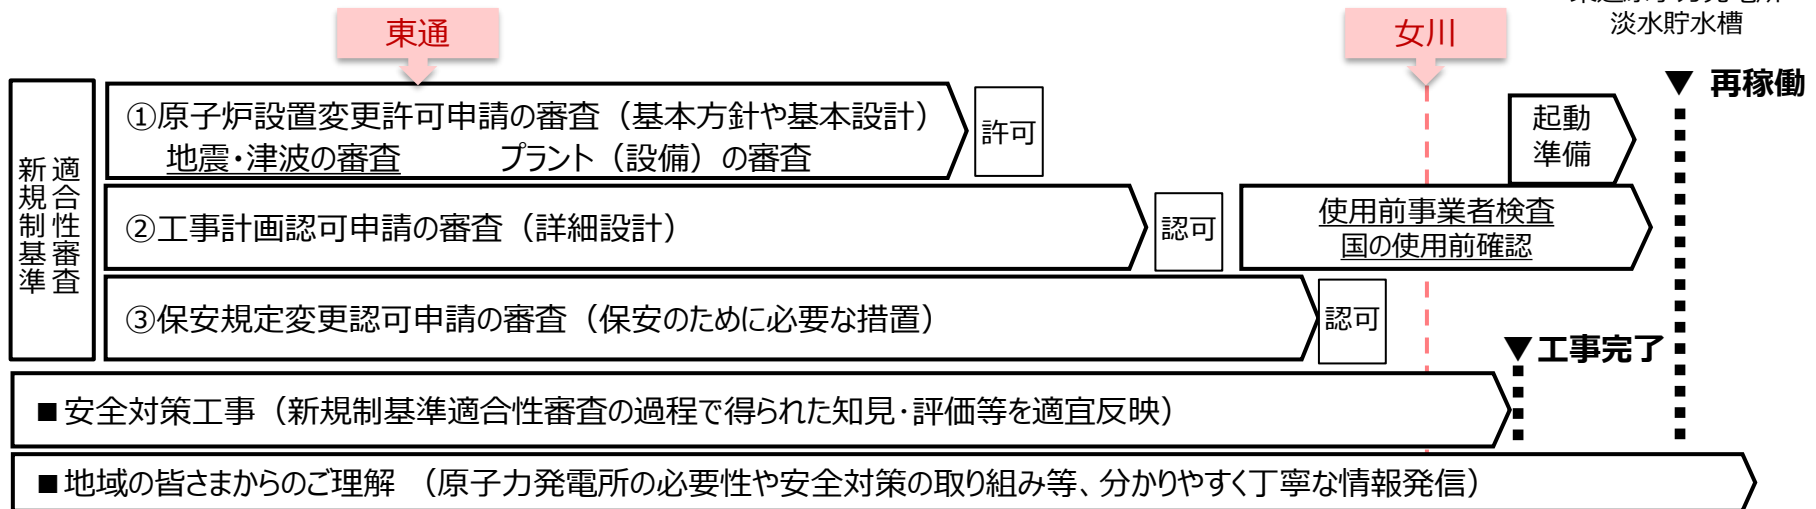 淡水貯水槽
東通
女川
▼ 再稼働
新規制基準
適合性審査
①原子炉設置変更許可申請の審査（基本方針や基本設計）
地震・津波の審査　プラント（設備）の審査
許可
起動
準備
②工事計画認可申請の審査（詳細設計）
認可
使用前事業者検査
国の使用前確認
③保安規定変更認可申請の審査（保安のために必要な措置）
認可
▼工事完了
■安全対策工事（新規制基準適合性審査の過程で得られた知見・評価等を適宜反映）
■地域の皆さまからのご理解　（原子力発電所の必要性や安全対策の取り組み等、分かりやすく丁寧な情報発信）